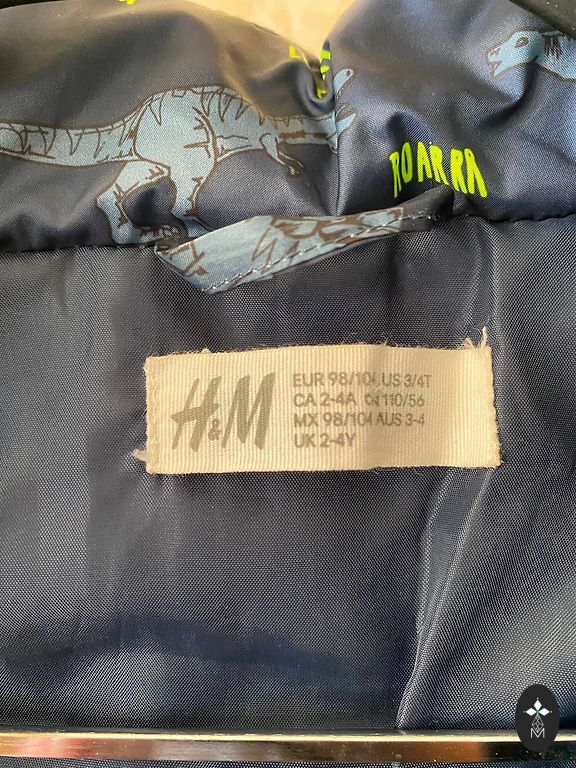 ROARRRA
H&M
EUR 98/104 US 3/4T
CA 2-4A CN 110/56
MX 98/104 AUS 3-4
UK 2-4Y
M